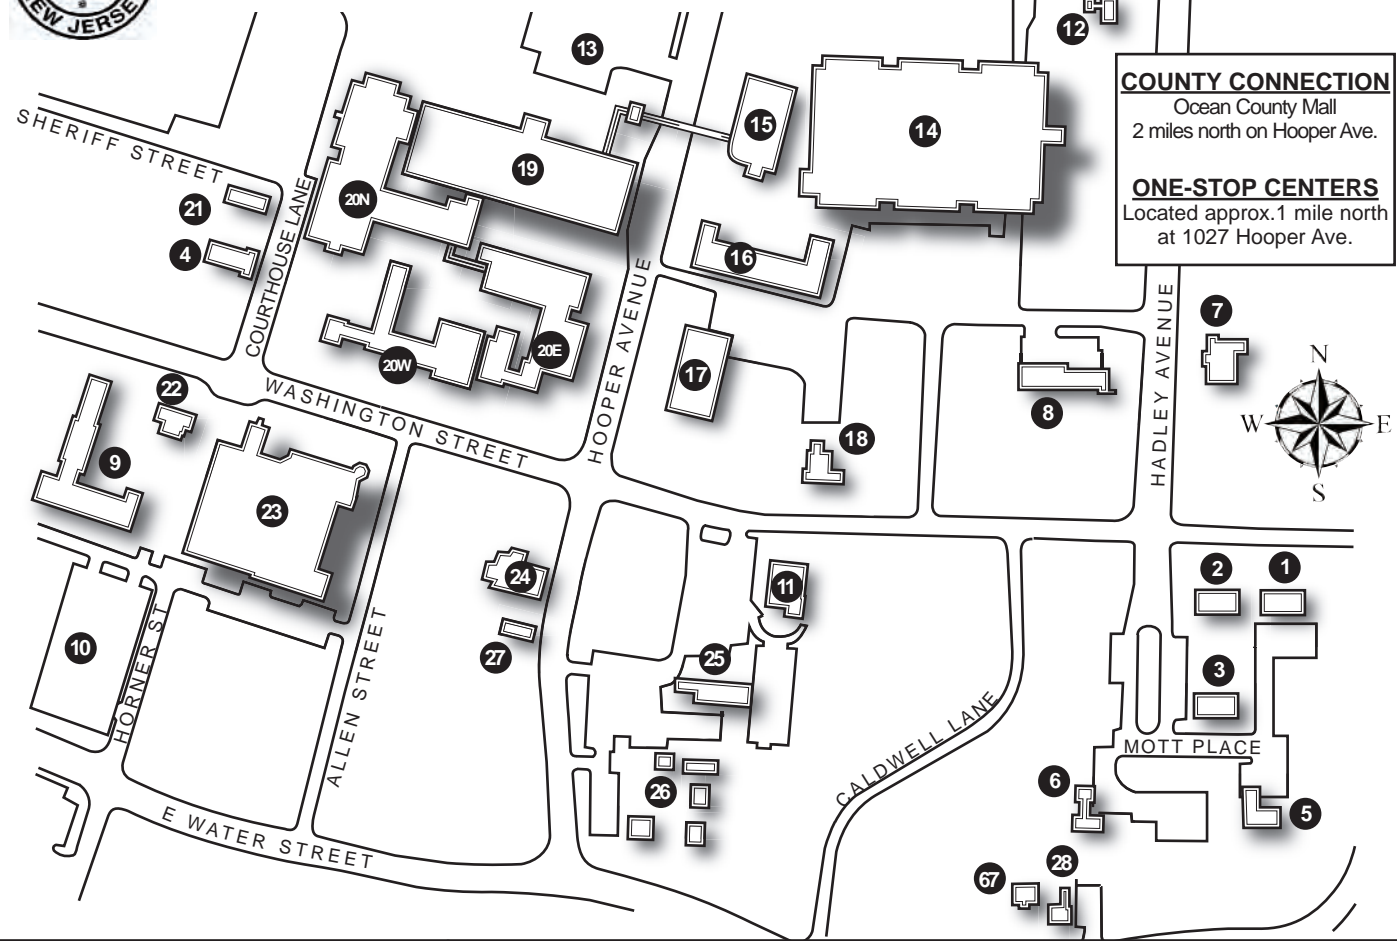 EW JERSE
12
13
COUNTY CONNECTION
Ocean County Mall
2 miles north on Hooper Ave.
ONE-STOP CENTERS
Located approx.1 mile north
at 1027 Hooper Ave.
SHERIFF STREET
15
14
19
21
20N
4
COURTHOUSE LANE
16
HOOPER AVENUE
HADLEY AVENUE
7
20W
20E
17
N
W
E
S
22
WASHINGTON STREET
8
18
9
23
24
11
2
1
10
HORNER ST
ALLEN STREET
27
25
3
CALDWELL LANE
MOTT PLACE
26
6
5
E WATER STREET
67
28